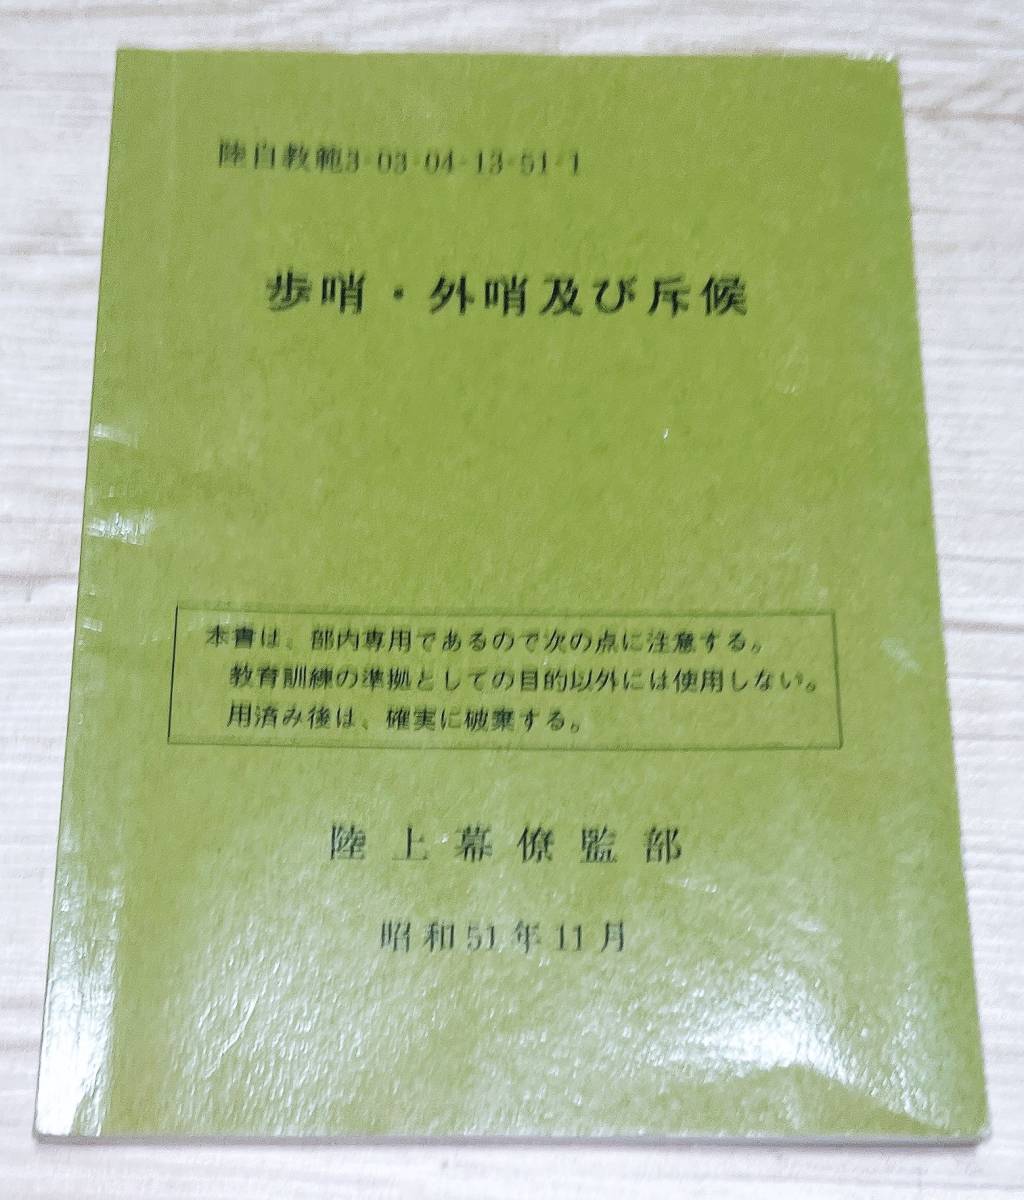 陸自教範3-03-04-13-51-1
歩哨・外哨及び斥候
本書は、部内専用であるので次の点に注意する。
教育訓練の準拠としての目的以外には使用しない。
用済み後は、確実に破棄する。
陸上幕僚監部
昭和51年11月